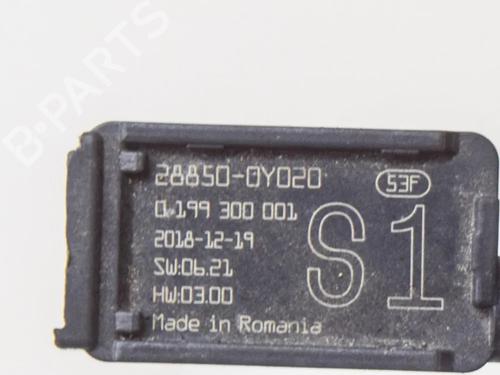 B-PARTS
28850-0Y020
53F
0 199 300 001
2018-12-19
SW:06.21
HW:03.00
Made in Romania
S1